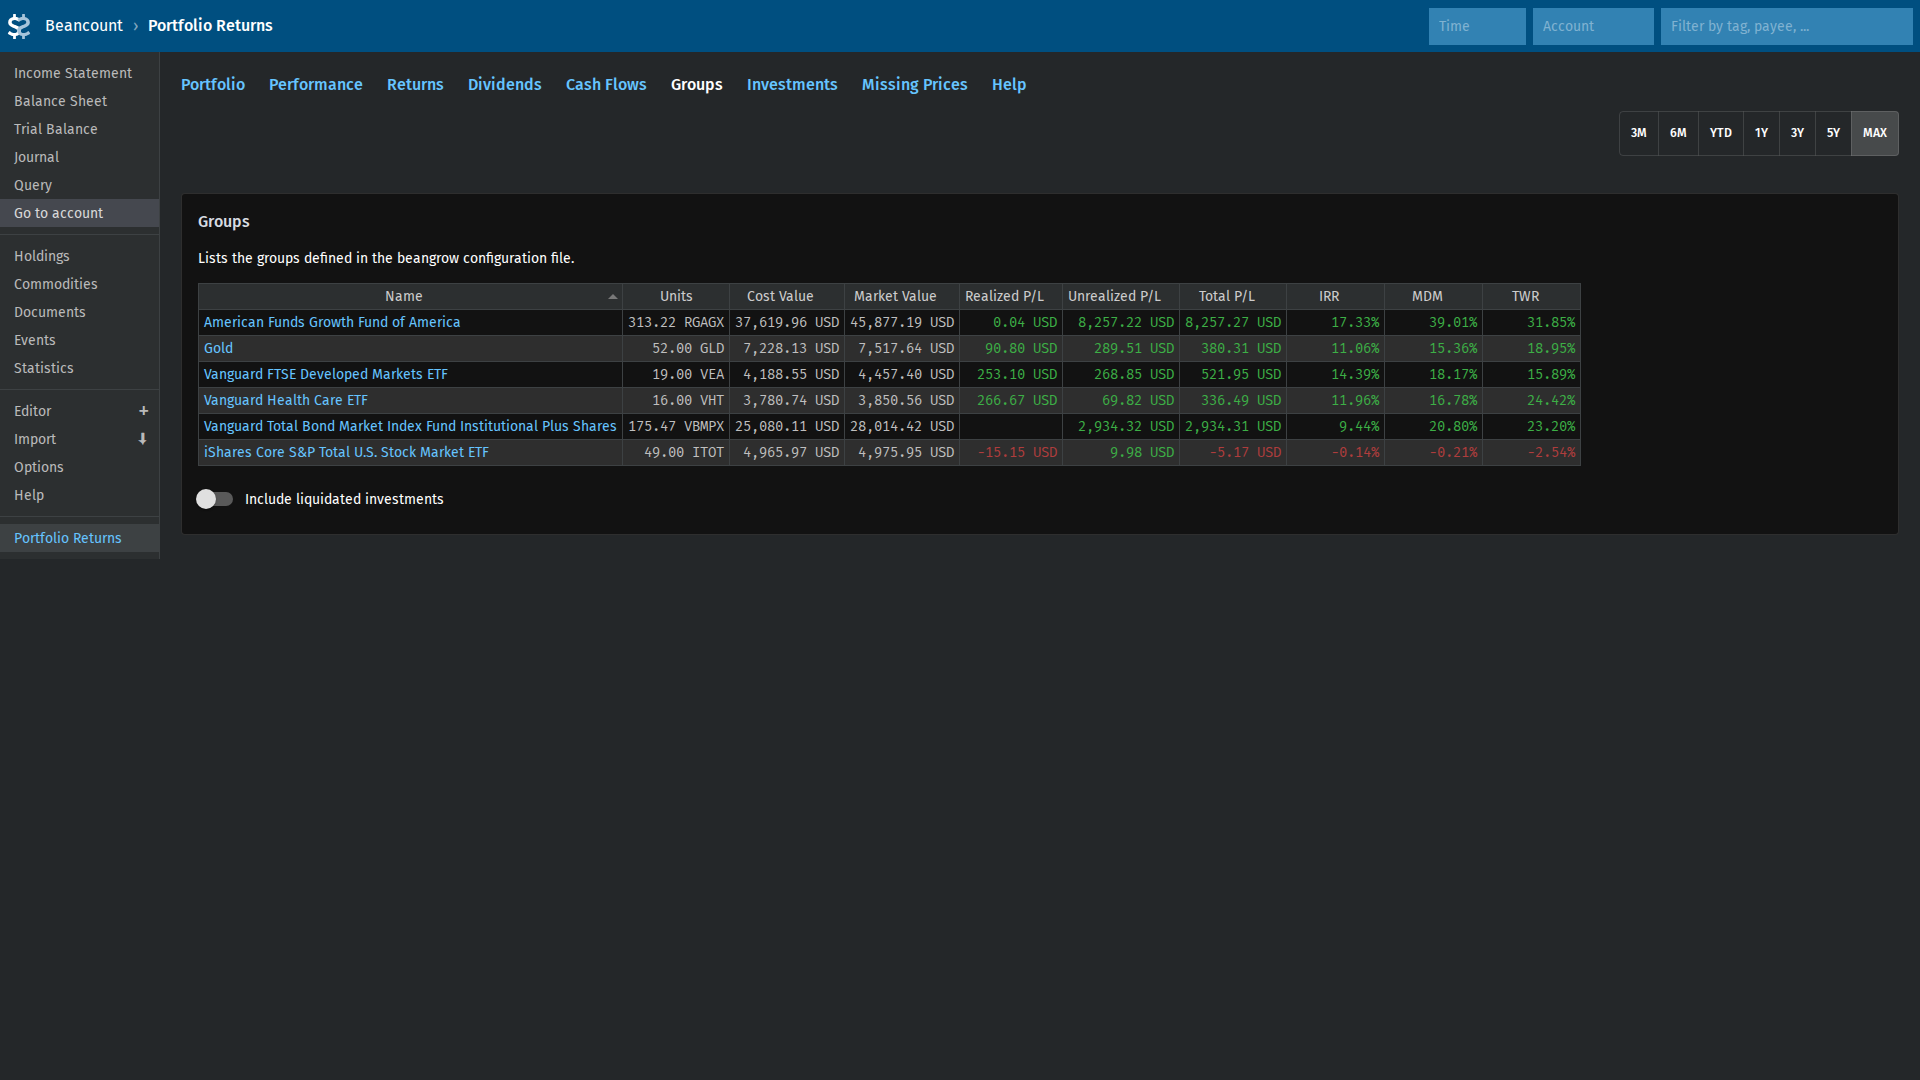 Beancount › Portfolio Returns
Time
Account
Filter by tag, payee, ...
Income Statement
Balance Sheet
Trial Balance
Journal
Query
Go to account
Holdings
Commodities
Documents
Events
Statistics
Editor +
Import
Options
Help
Portfolio Returns
Portfolio Performance Returns Dividends Cash Flows Groups Investments Missing Prices Help
3M 6M YTD 1Y 3Y 5Y MAX
Groups
Lists the groups defined in the beangrow configuration file.
Name Units Cost Value Market Value Realized P/L Unrealized P/L Total P/L IRR MDM TWR
American Funds Growth Fund of America 313.22 RGAGX 37,619.96 USD 45,877.19 USD 0.04 USD 8,257.22 USD 8,257.27 USD 17.33% 39.01% 31.85%
Gold 52.00 GLD 7,228.13 USD 7,517.64 USD 90.80 USD 289.51 USD 380.31 USD 11.06% 15.36% 18.95%
Vanguard FTSE Developed Markets ETF 19.00 VEA 4,188.55 USD 4,457.40 USD 253.10 USD 268.85 USD 521.95 USD 14.39% 18.17% 15.89%
Vanguard Health Care ETF 16.00 VHT 3,780.74 USD 3,850.56 USD 266.67 USD 69.82 USD 336.49 USD 11.96% 16.78% 24.42%
Vanguard Total Bond Market Index Fund Institutional Plus Shares 175.47 VBMPX 25,080.11 USD 28,014.42 USD 2,934.32 USD 2,934.31 USD 9.44% 20.80% 23.20%
iShares Core S&P Total U.S. Stock Market ETF 49.00 ITOT 4,965.97 USD 4,975.95 USD -15.15 USD 9.98 USD -5.17 USD -0.14% -0.21% -2.54%
Include liquidated investments